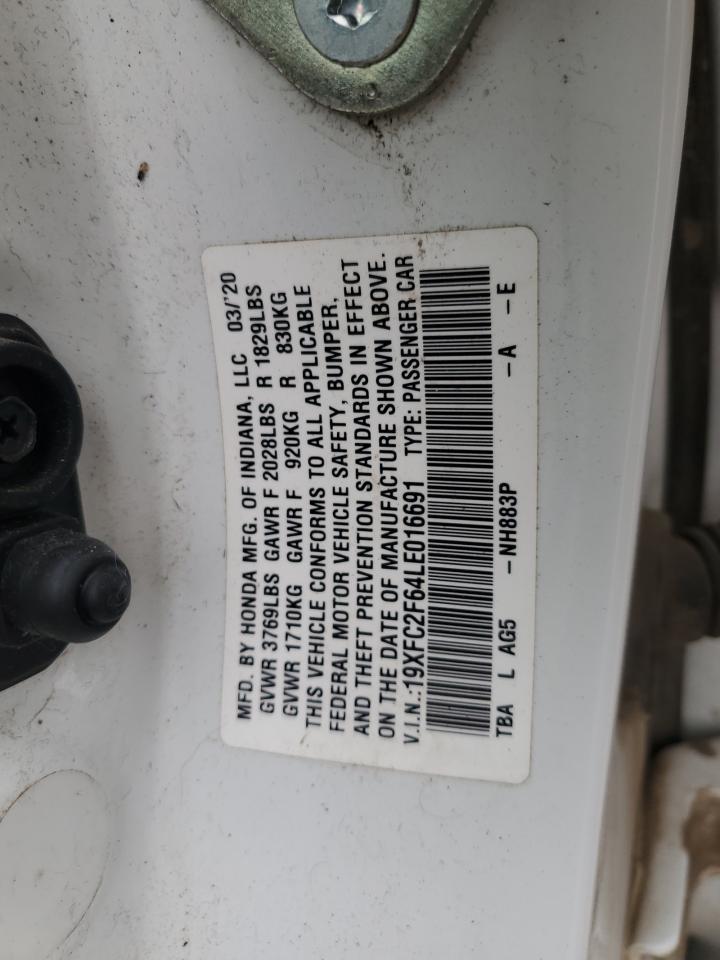 MFD. BY HONDA MFG. OF INDIANA, LLC 03/'20
GVWR 3769LBS GAWR F 2028LBS R 1829LBS
GVWR 1710KG GAWR F 920KG R 830KG
THIS VEHICLE CONFORMS TO ALL APPLICABLE
FEDERAL MOTOR VEHICLE SAFETY, BUMPER,
AND THEFT PREVENTION STANDARDS IN EFFECT
ON THE DATE OF MANUFACTURE SHOWN ABOVE.
V.I.N.:19XFC2F64LE016691 TYPE: PASSENGER CAR
TBA L AG5 -NH883P -A -E